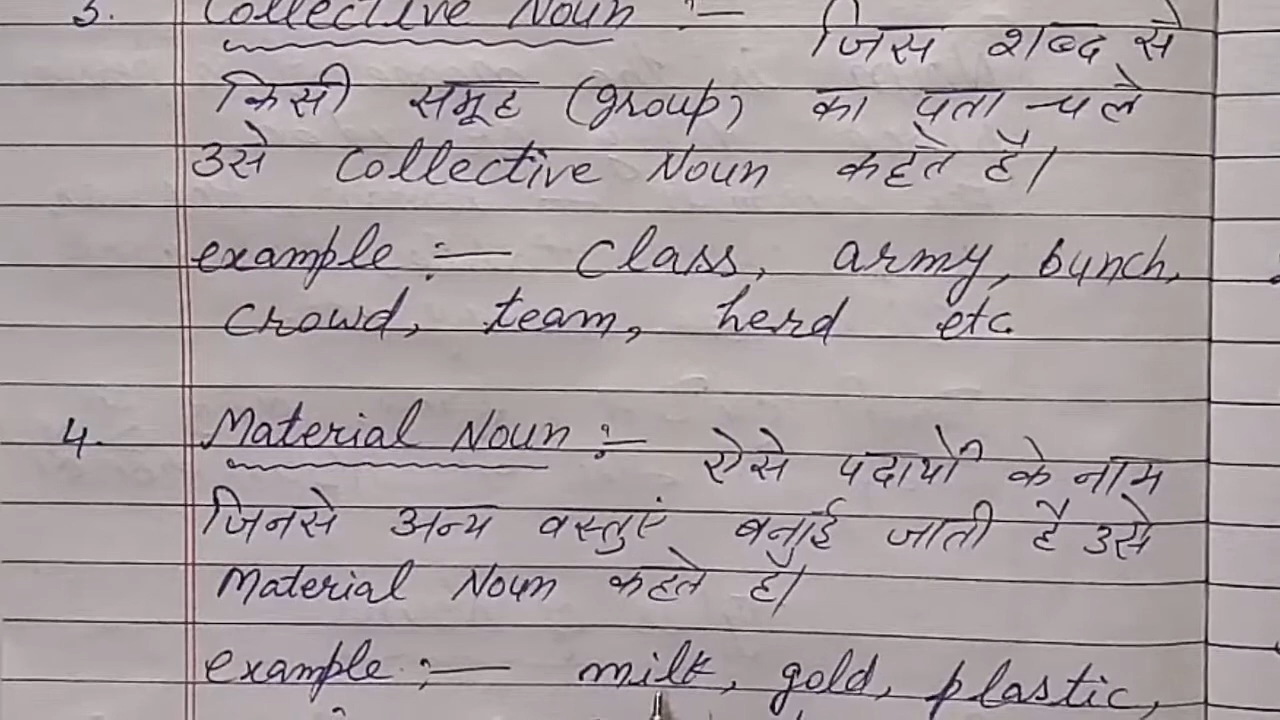 3. Collective Noun :- जिस शब्द से
किसी समूह (group) का पता चले
उसे Collective Noun कहते है।
example :- Class, army, bunch,
Crowd, team, herd etc.
4. Material Noun :- ऐसे पदार्थो के नाम
जिनसे अन्य वस्तुएं बनाई जाती है उसे
Material Noun कहते है।
example :- milk, gold, plastic,